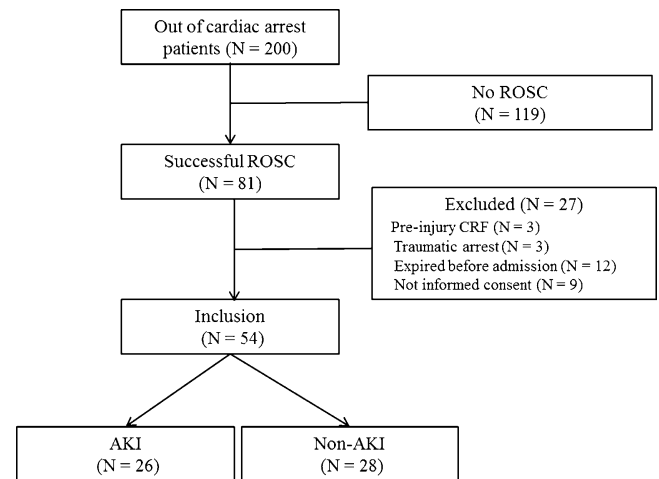 Out of cardiac arrest
patients (N = 200)
No ROSC
(N = 119)
Successful ROSC
(N = 81)
Excluded (N = 27)
Pre-injury CRF (N = 3)
Traumatic arrest (N = 3)
Expired before admission (N = 12)
Not informed consent (N = 9)
Inclusion
(N = 54)
AKI
(N = 26)
Non-AKI
(N = 28)